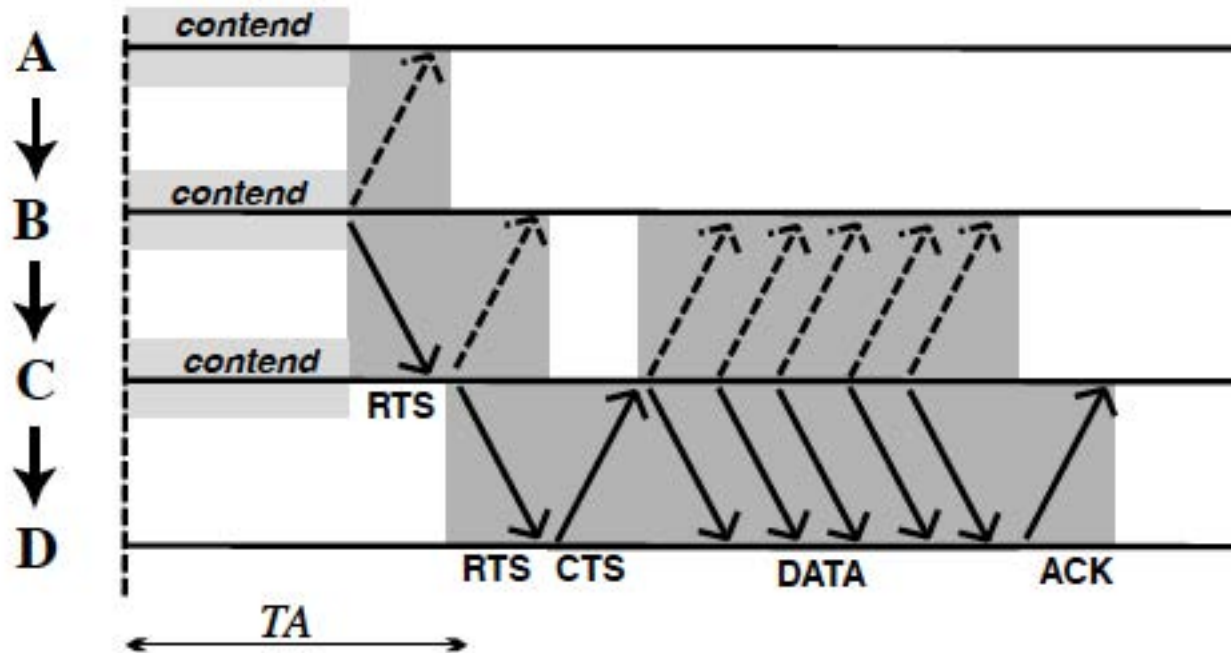 contend
A
contend
B
contend
C
RTS
D
RTS CTS DATA ACK
TA